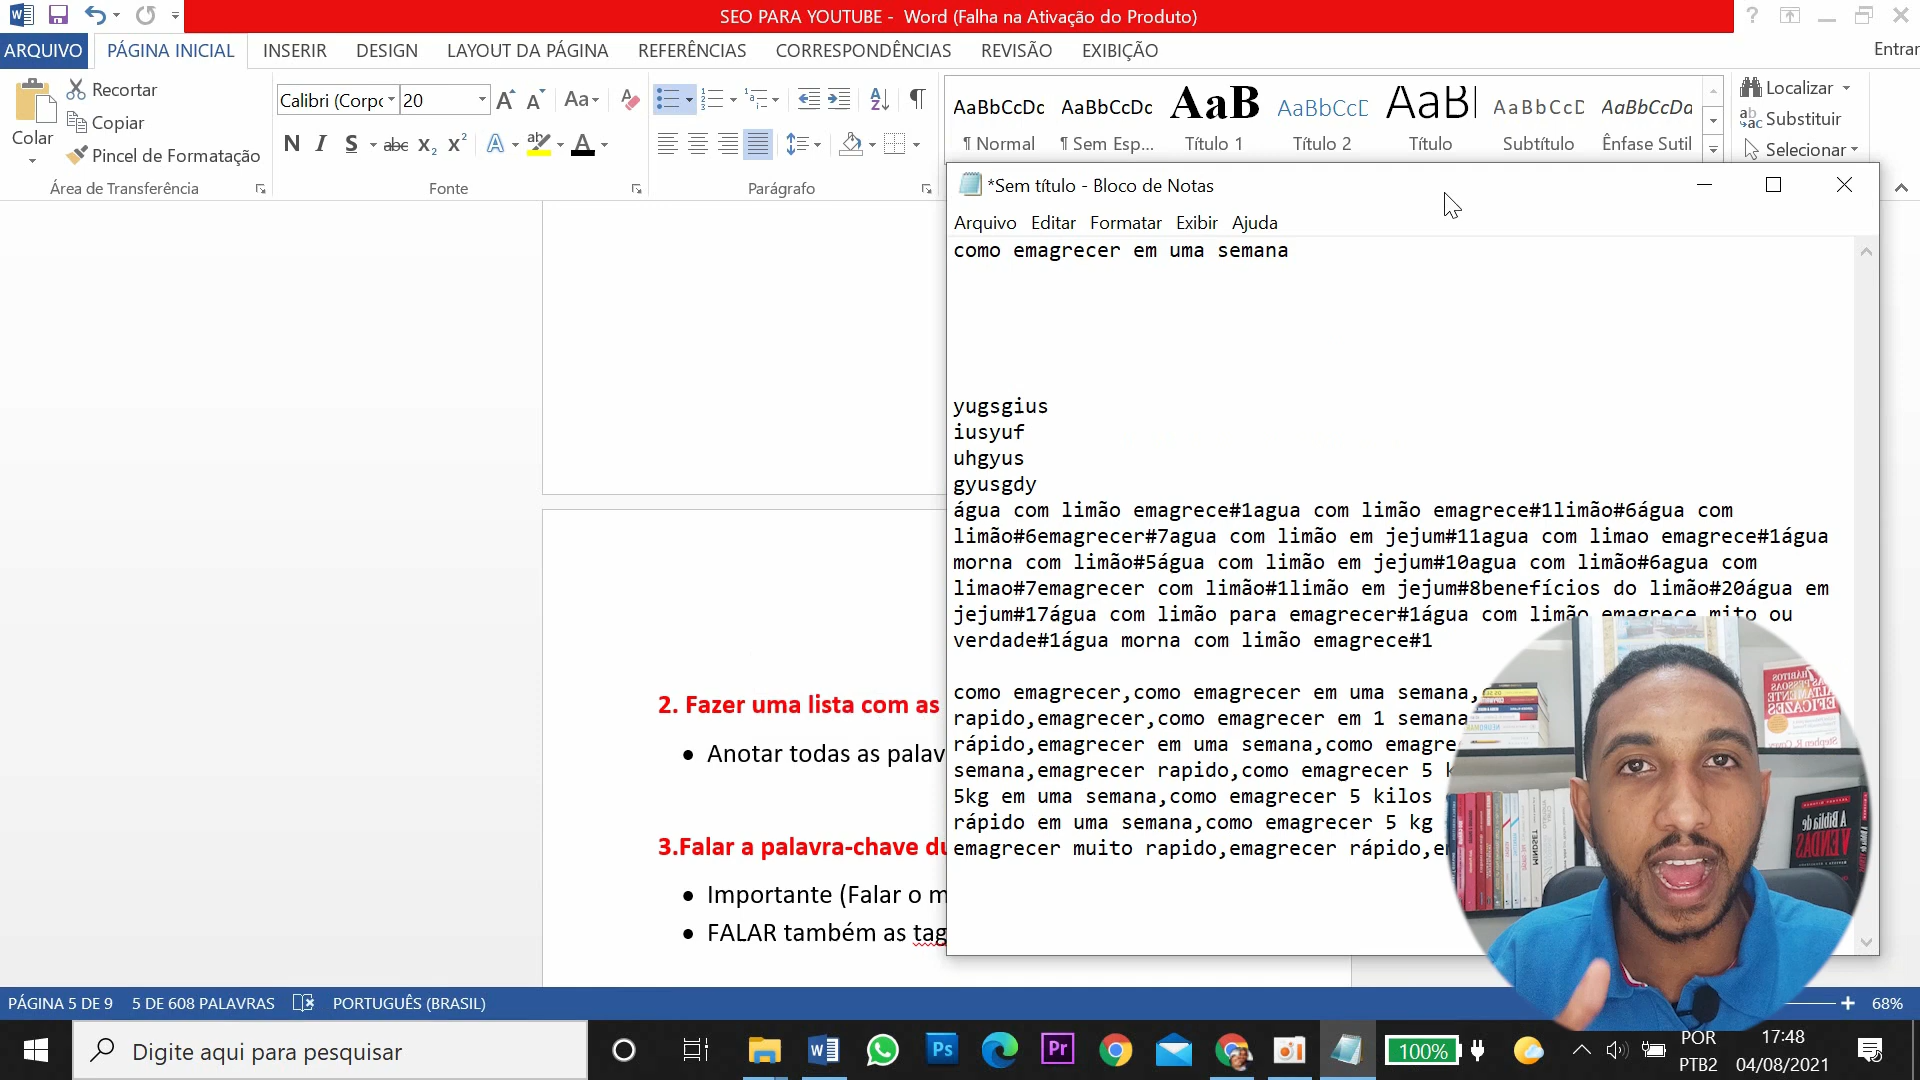 SEO PARA YOUTUBE - Word (Falha na Ativação do Produto)
ARQUIVO PÁGINA INICIAL INSERIR DESIGN LAYOUT DA PÁGINA REFERÊNCIAS CORRESPONDÊNCIAS REVISÃO EXIBIÇÃO Entrar
Colar
Recortar
Copiar
Pincel de Formatação
Área de Transferência
Calibri (Corpo 20
Fonte
Parágrafo
AaBbCcDc AaBbCcDc AaB AaBbCcD AaBl AaBbCcD AaBbCcDa
¶ Normal ¶ Sem Esp... Título 1 Título 2 Título Subtítulo Ênfase Sutil
Localizar
Substituir
Selecionar
*Sem título - Bloco de Notas
Arquivo Editar Formatar Exibir Ajuda
como emagrecer em uma semana
yugsgius
iusyuf
uhgyus
gyusgdy
água com limão emagrece#1agua com limão emagrece#1limão#6água com
limão#6emagrecer#7agua com limão em jejum#11agua com limao emagrece#1água
morna com limão#5água com limão em jejum#10agua com limão#6agua com
limao#7emagrecer com limão#1limão em jejum#8benefícios do limão#20água em
jejum#17água com limão para emagrecer#1água com limão emagrece mito ou
verdade#1água morna com limão emagrece#1
como emagrecer,como emagrecer em uma semana,
rapido,emagrecer,como emagrecer em 1 semana
rápido,emagrecer em uma semana,como emagre
semana,emagrecer rapido,como emagrecer 5 k
5kg em uma semana,como emagrecer 5 kilos
rápido em uma semana,como emagrecer 5 kg
emagrecer muito rapido,emagrecer rápido,em
2. Fazer uma lista com as
• Anotar todas as palav
3.Falar a palavra-chave du
• Importante (Falar o m
• FALAR também as tag
PÁGINA 5 DE 9 5 DE 608 PALAVRAS PORTUGUÊS (BRASIL) 68%
Digite aqui para pesquisar
100%
POR
PTB2
17:48
04/08/2021